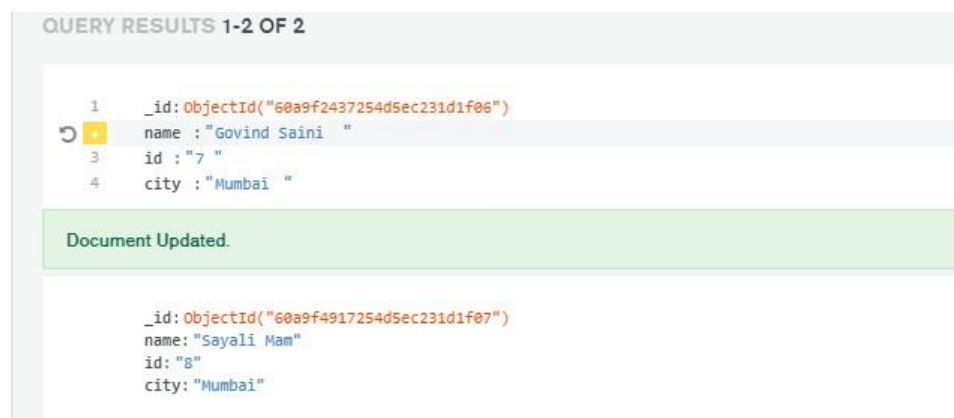 QUERY RESULTS 1-2 OF 2
1 _id: ObjectId("60a9f2437254d5ec231d1f06")
+ name : "Govind Saini  "
3 id : "7 "
4 city : "Mumbai  "
Document Updated.
_id: ObjectId("60a9f4917254d5ec231d1f07")
name: "Sayali Mam"
id: "8"
city: "Mumbai"